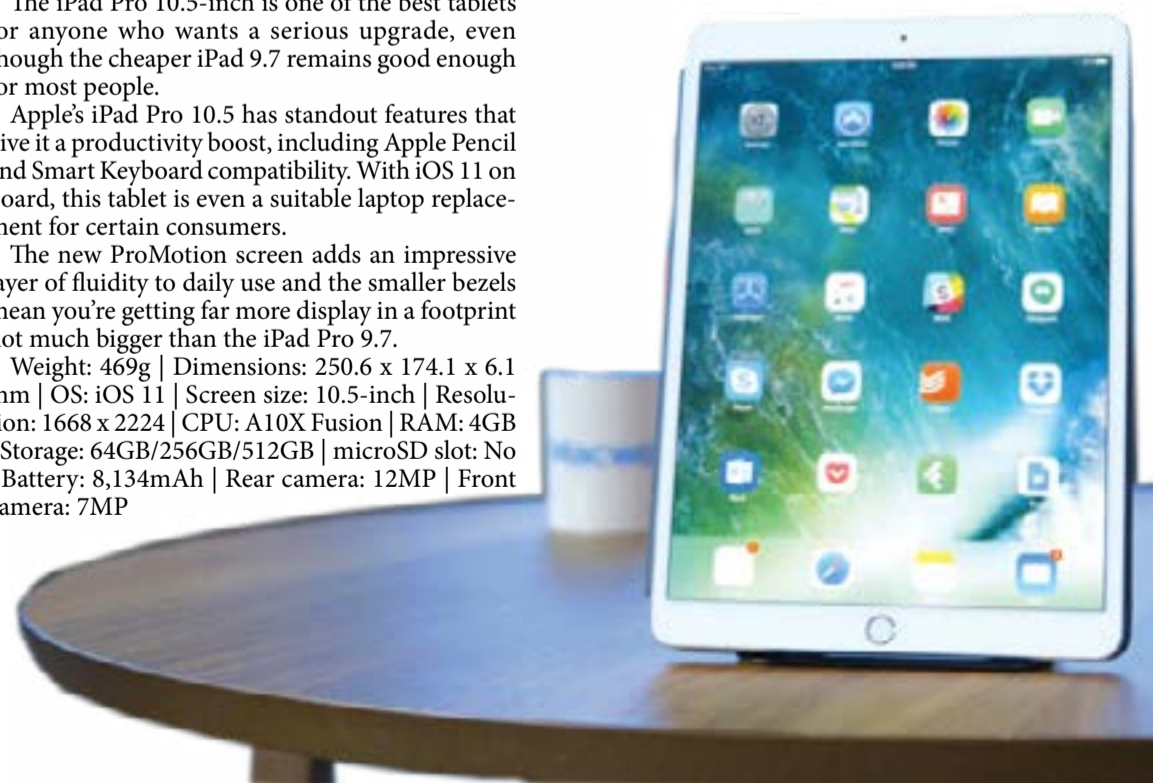 The iPad Pro 10.5-inch is one of the best tablets
or anyone who wants a serious upgrade, even
hough the cheaper iPad 9.7 remains good enough
or most people.
Apple's iPad Pro 10.5 has standout features that
ive it a productivity boost, including Apple Pencil
nd Smart Keyboard compatibility. With iOS 11 on
oard, this tablet is even a suitable laptop replace-
ment for certain consumers.
The new ProMotion screen adds an impressive
ayer of fluidity to daily use and the smaller bezels
mean you're getting far more display in a footprint
ot much bigger than the iPad Pro 9.7.
Weight: 469g | Dimensions: 250.6 x 174.1 x 6.1
mm | OS: iOS 11 | Screen size: 10.5-inch | Resolu-
ion: 1668 x 2224 | CPU: A10X Fusion | RAM: 4GB
Storage: 64GB/256GB/512GB | microSD slot: No
Battery: 8,134mAh | Rear camera: 12MP | Front
amera: 7MP